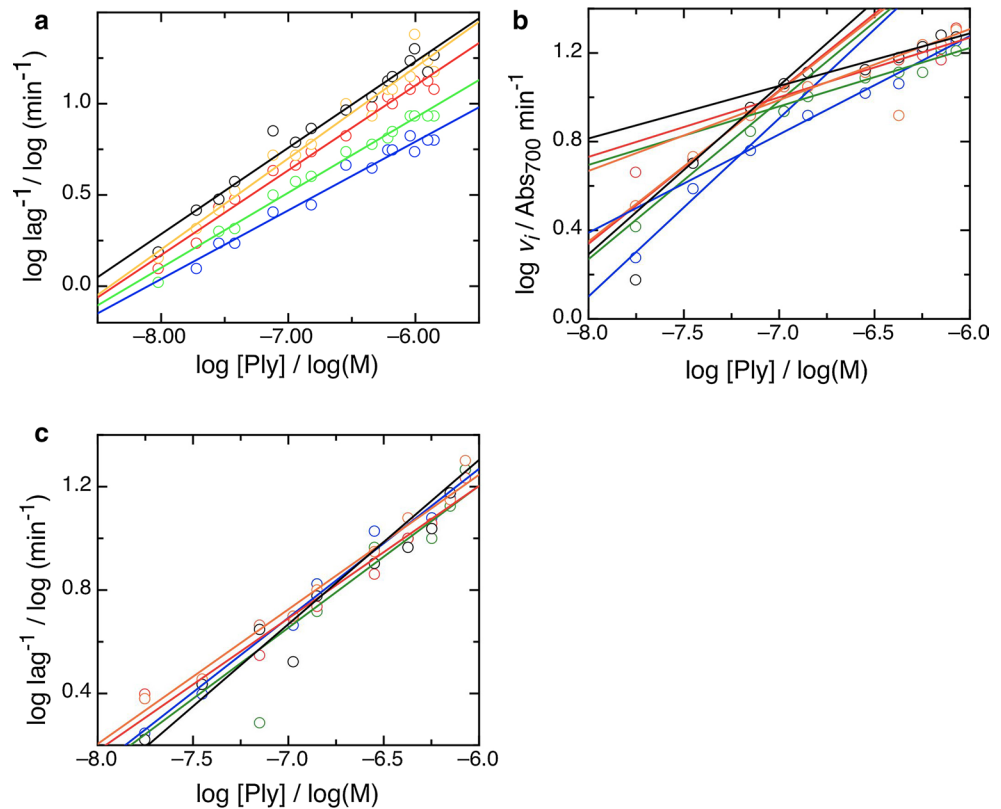 a
log lag⁻¹/ log (min⁻¹)
1.0
0.5
0.0
–8.00
–7.00
–6.00
log [Ply] / log(M)
b
log vᵢ / Abs₇₀₀ min⁻¹
1.2
0.8
0.4
0.0
–8.0
–7.5
–7.0
–6.5
–6.0
log [Ply] / log(M)
c
log lag⁻¹ / log (min⁻¹)
1.2
0.8
0.4
–8.0
–7.5
–7.0
–6.5
–6.0
log [Ply] / log(M)